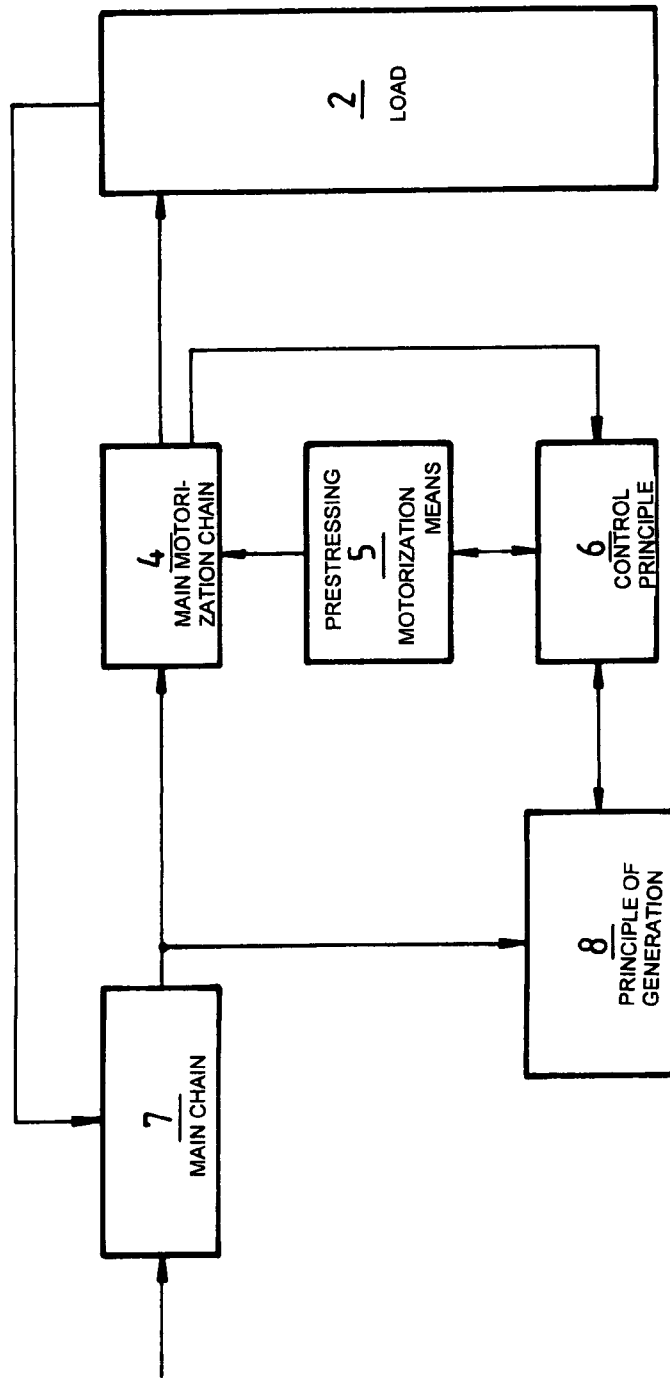 7
MAIN CHAIN
4
MAIN MOTORI-
ZATION CHAIN
2
LOAD
PRESTRESSING
5
MOTORIZATION
MEANS
8
PRINCIPLE OF
GENERATION
6
CONTROL
PRINCIPLE